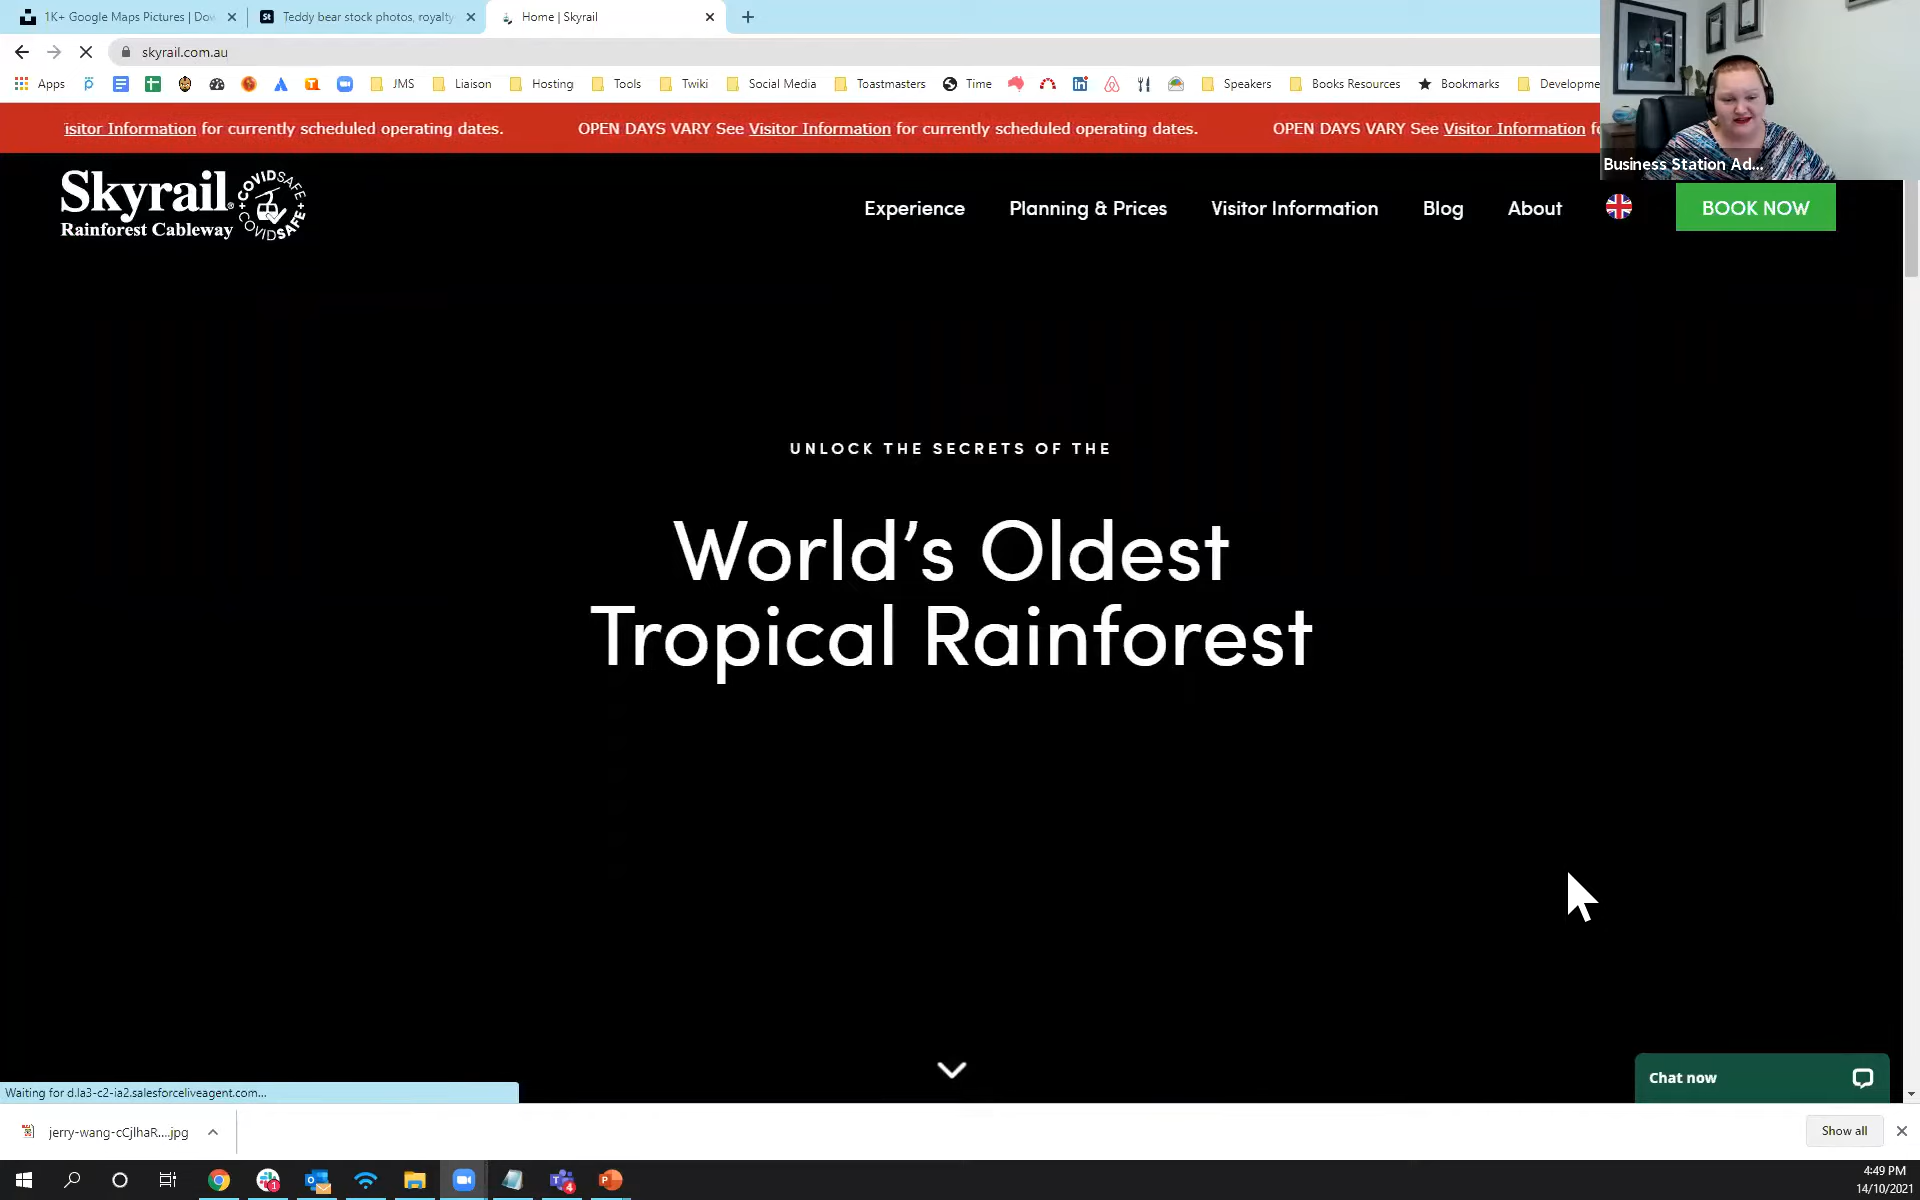 1K+ Google Maps Pictures | Dow
Teddy bear stock photos, royalty
Home | Skyrail
skyrail.com.au
Apps
JMS
Liaison
Hosting
Tools
Twiki
Social Media
Toastmasters
Time
Speakers
Books Resources
Bookmarks
Developme
isitor Information for currently scheduled operating dates. OPEN DAYS VARY See Visitor Information for currently scheduled operating dates. OPEN DAYS VARY See Visitor Information fo
Business Station Ad...
Skyrail
Rainforest Cableway
COVIDSAFE
COVIDSAFE
Experience
Planning & Prices
Visitor Information
Blog
About
BOOK NOW
UNLOCK THE SECRETS OF THE
World's Oldest
Tropical Rainforest
Chat now
Waiting for d.la3-c2-ia2.salesforceliveagent.com...
jerry-wang-cCjlhaR....jpg
Show all
4:49 PM
14/10/2021